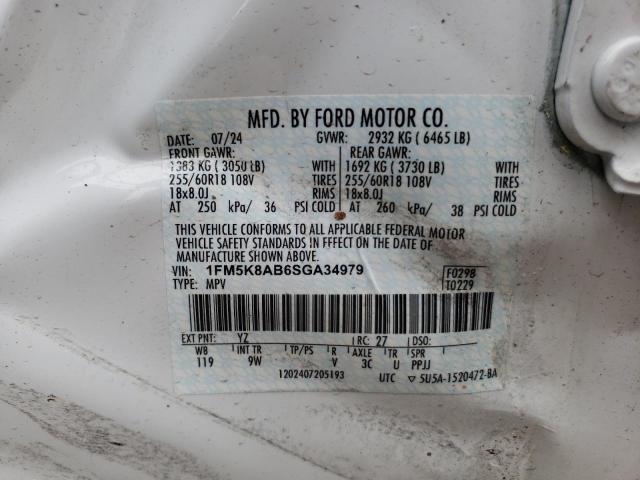 MFD. BY FORD MOTOR CO.
DATE: 07/24 GVWR: 2932 KG ( 6465 LB)
FRONT GAWR: REAR GAWR:
1383 KG ( 3050 LB) WITH 1692 KG ( 3730 LB) WITH
255/60R18 108V TIRES 255/60R18 108V TIRES
18x8.0J RIMS 18x8.0J RIMS
AT 250 kPa/ 36 PSI COLD AT 260 kPa/ 38 PSI COLD
THIS VEHICLE CONFORMS TO ALL APPLICABLE FEDERAL MOTOR
VEHICLE SAFETY STANDARDS IN EFFECT ON THE DATE OF
MANUFACTURE SHOWN ABOVE.
VIN: 1FM5K8AB6SGA34979 F0298
TYPE: MPV T0229
EXT PNT: YZ RC: 27 DSO:
WB INT TR TP/PS R AXLE TR SPR
119 9W V 3C U PPJJ
1202407205193 UTC ▽ 5U5A-1520472-BA